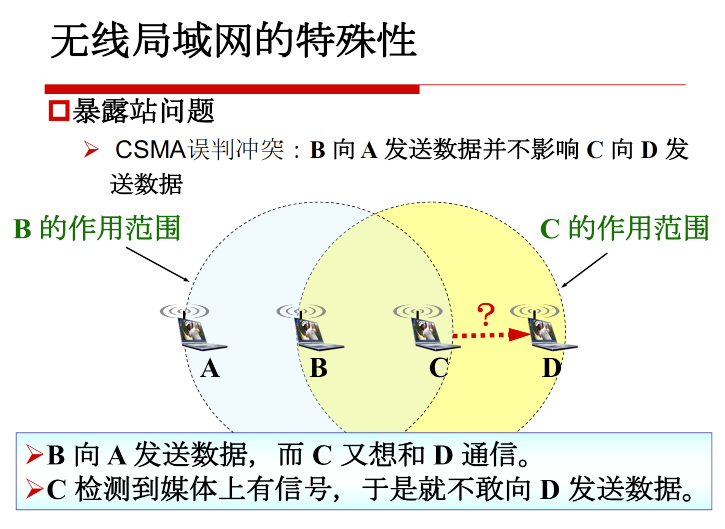 无线局域网的特殊性
暴露站问题
CSMA误判冲突：B 向 A 发送数据并不影响 C 向 D 发
送数据
B 的作用范围
C 的作用范围
?
A
B
C
D
B 向 A 发送数据，而 C 又想和 D 通信。
C 检测到媒体上有信号，于是就不敢向 D 发送数据。